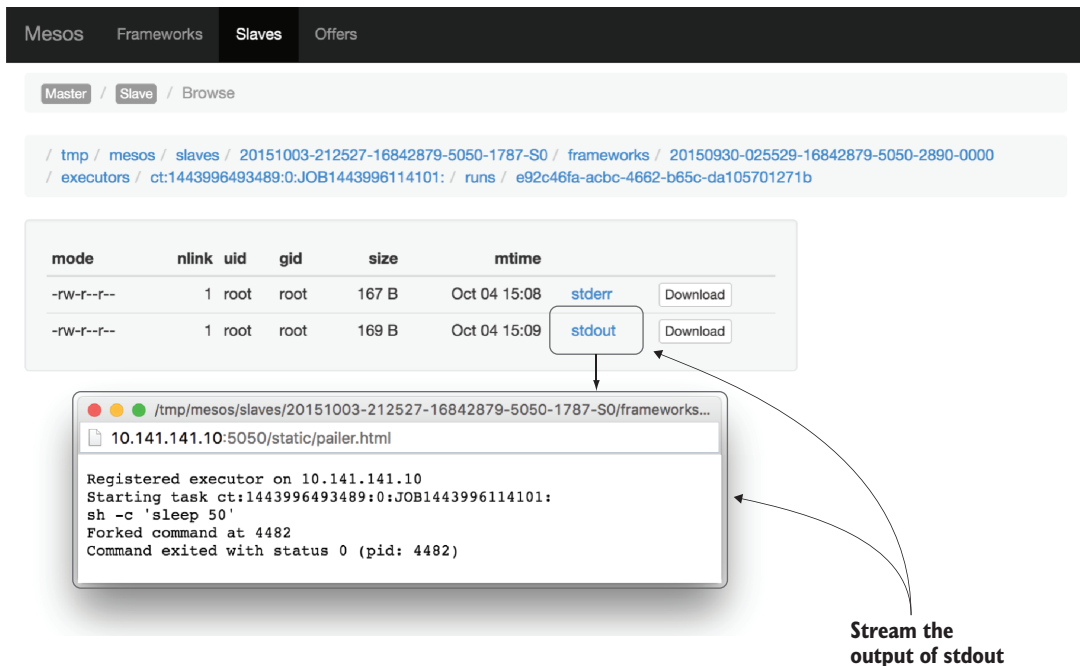 Mesos Frameworks Slaves Offers
Master / Slave / Browse
/ tmp / mesos / slaves / 20151003-212527-16842879-5050-1787-S0 / frameworks / 20150930-025529-16842879-5050-2890-0000
/ executors / ct:1443996493489:0:JOB1443996114101: / runs / e92c46fa-acbc-4662-b65c-da105701271b
mode nlink uid gid size mtime
-rw-r--r-- 1 root root 167 B Oct 04 15:08 stderr Download
-rw-r--r-- 1 root root 169 B Oct 04 15:09 stdout Download
/tmp/mesos/slaves/20151003-212527-16842879-5050-1787-S0/frameworks...
10.141.141.10:5050/static/pailer.html
Registered executor on 10.141.141.10
Starting task ct:1443996493489:0:JOB1443996114101:
sh -c 'sleep 50'
Forked command at 4482
Command exited with status 0 (pid: 4482)
Stream the
output of stdout